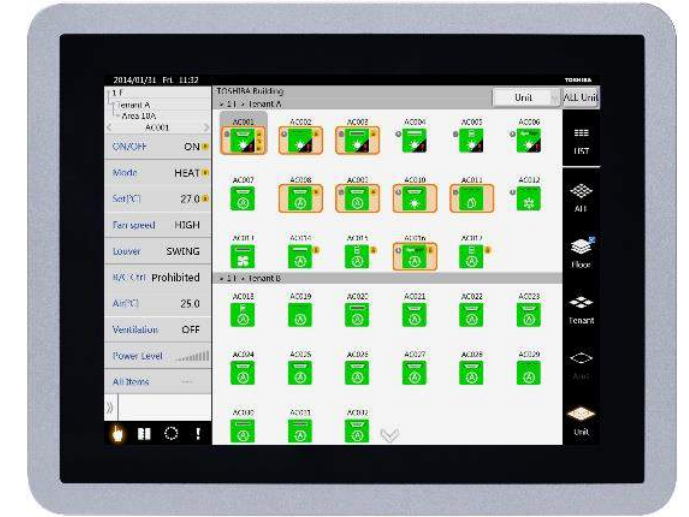 2014/01/31 Fri. 11:32
TOSHIBA
1 F
Tenant A
Area 10A
AC001
ON/OFF ON
Mode HEAT
Set[°C] 27.0
Fan speed HIGH
Louver SWING
R/C Ctrl Prohibited
Air[°C] 25.0
Ventilation OFF
Power Level
All Items ---
TOSHIBA Building
1 F Tenant A
Unit
ALL Unit
AC001 AC002 AC003 AC004 AC005 AC006
AC007 AC008 AC009 AC010 AC011 AC012
AC013 AC014 AC015 AC016 AC017
1 F Tenant B
AC018 AC019 AC020 AC021 AC022 AC023
AC024 AC025 AC026 AC027 AC028 AC029
AC030 AC031 AC032
LIST
ALL
Floor
Tenant
Area
Unit